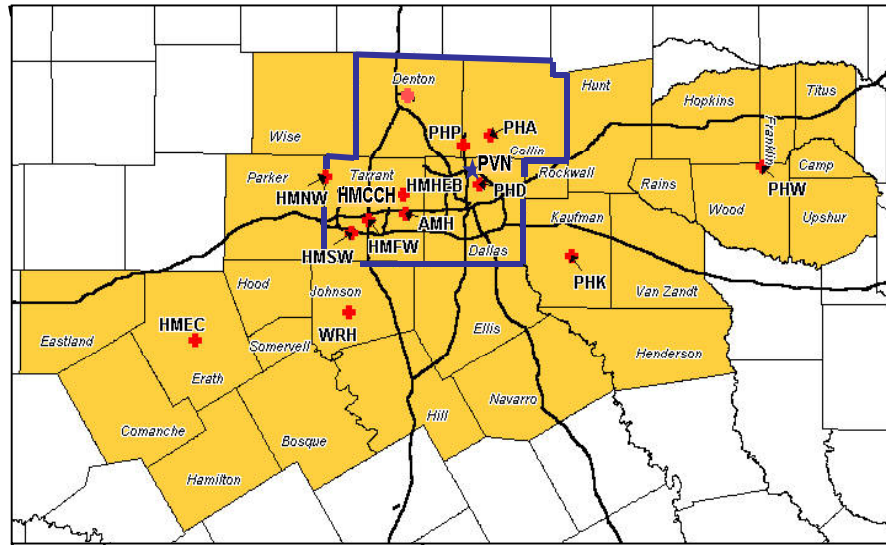 Denton
Hunt
Hopkins
Titus
Wise
PHP
PHA
Collin
Franklin
PVN
Camp
Parker
Tarrant
Rockwall
PHW
HMNW
HMCCH
HMHEB
PHD
Rains
Wood
Upshur
Kaufman
AMH
HMSW
HMFW
Dallas
PHK
Hood
Johnson
Van Zandt
HMEC
Eastland
Somervell
WRH
Ellis
Henderson
Erath
Navarro
Hill
Comanche
Bosque
Hamilton